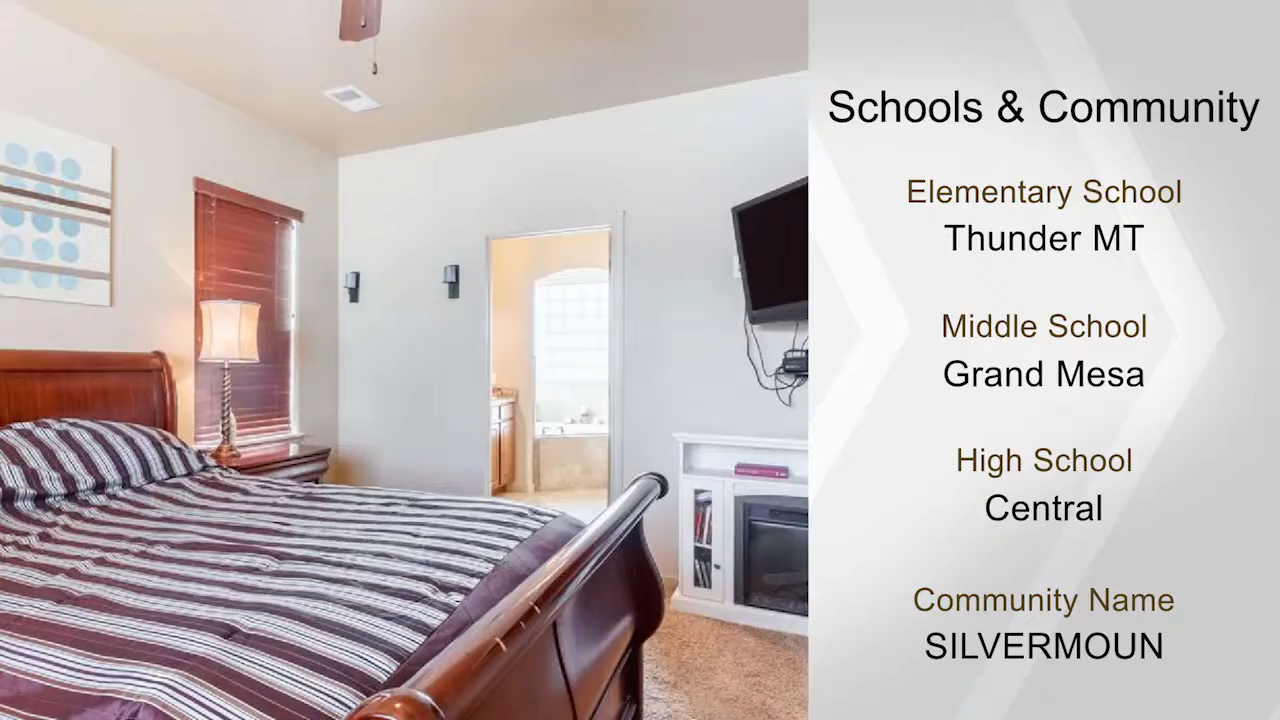 Schools & Community
Elementary School
Thunder MT
Middle School
Grand Mesa
High School
Central
Community Name
SILVERMOUN